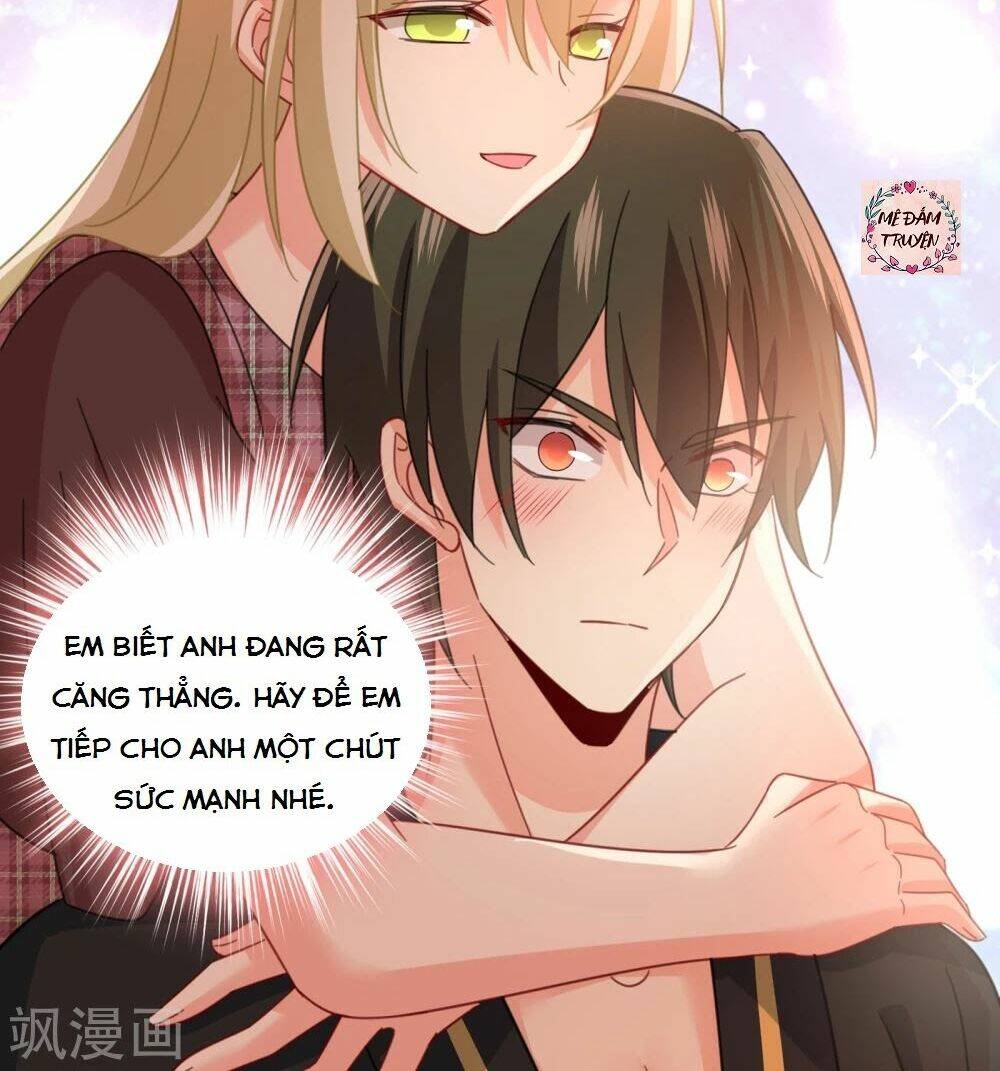 MÊ ĐẮM
TRUYỆN
EM BIẾT ANH ĐANG RẤT
CĂNG THẲNG. HÃY ĐỂ EM
TIẾP CHO ANH MỘT CHÚT
SỨC MẠNH NHÉ.
飒漫画